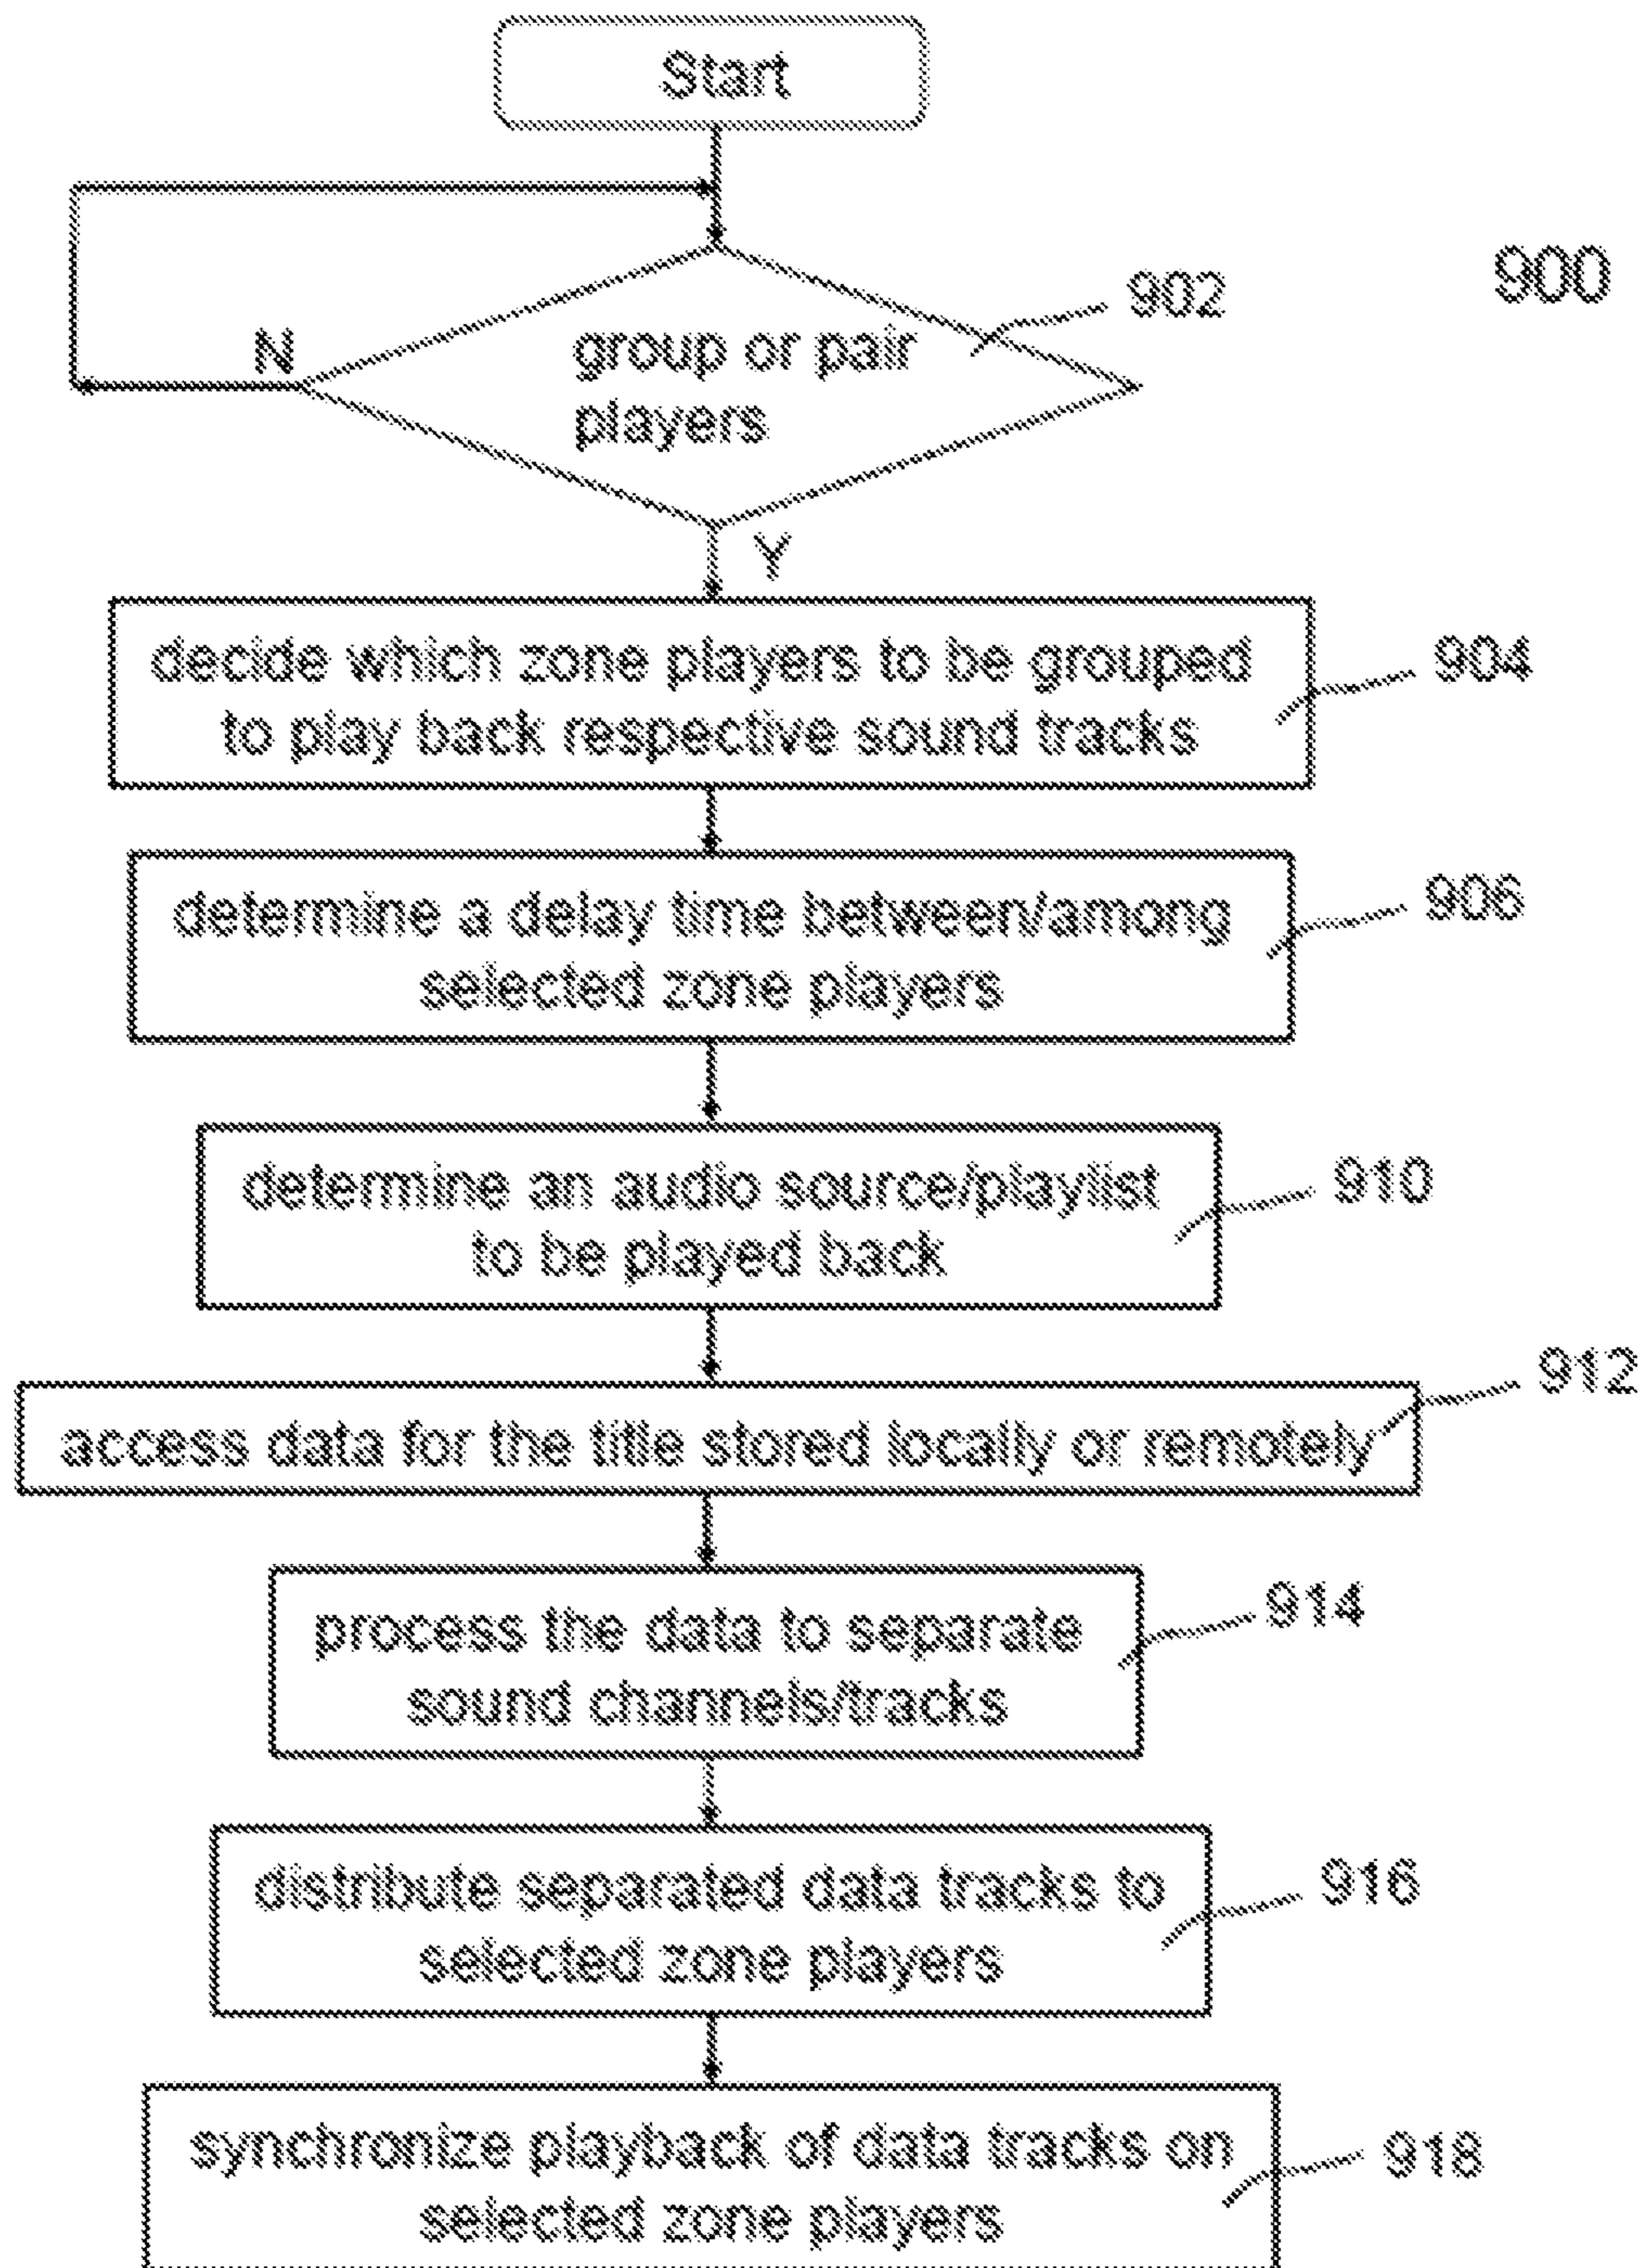 Start
900
902
N
group or pair
players
Y
decide which zone players to be grouped
to play back respective sound tracks
904
determine a delay time between/among
selected zone players
906
determine an audio source/playlist
to be played back
910
912
access data for the title stored locally or remotely
process the data to separate
sound channels/tracks
914
distribute separated data tracks to
selected zone players
916
synchronize playback of data tracks on
selected zone players
918